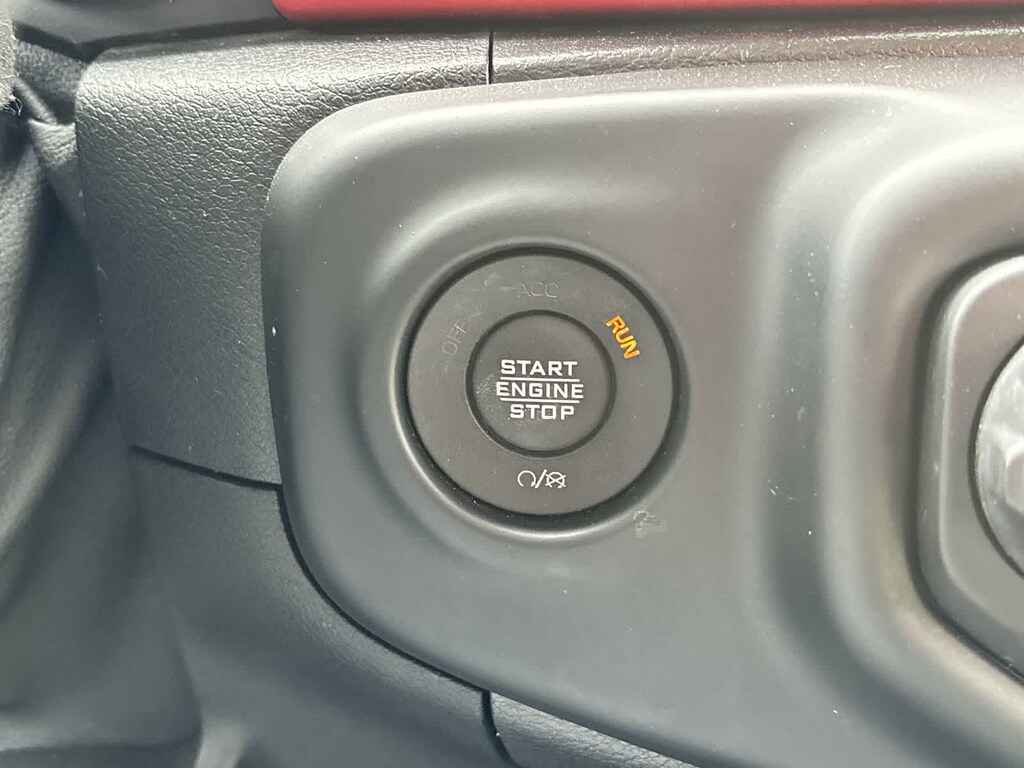 ACC
OFF
RUN
START
ENGINE
STOP